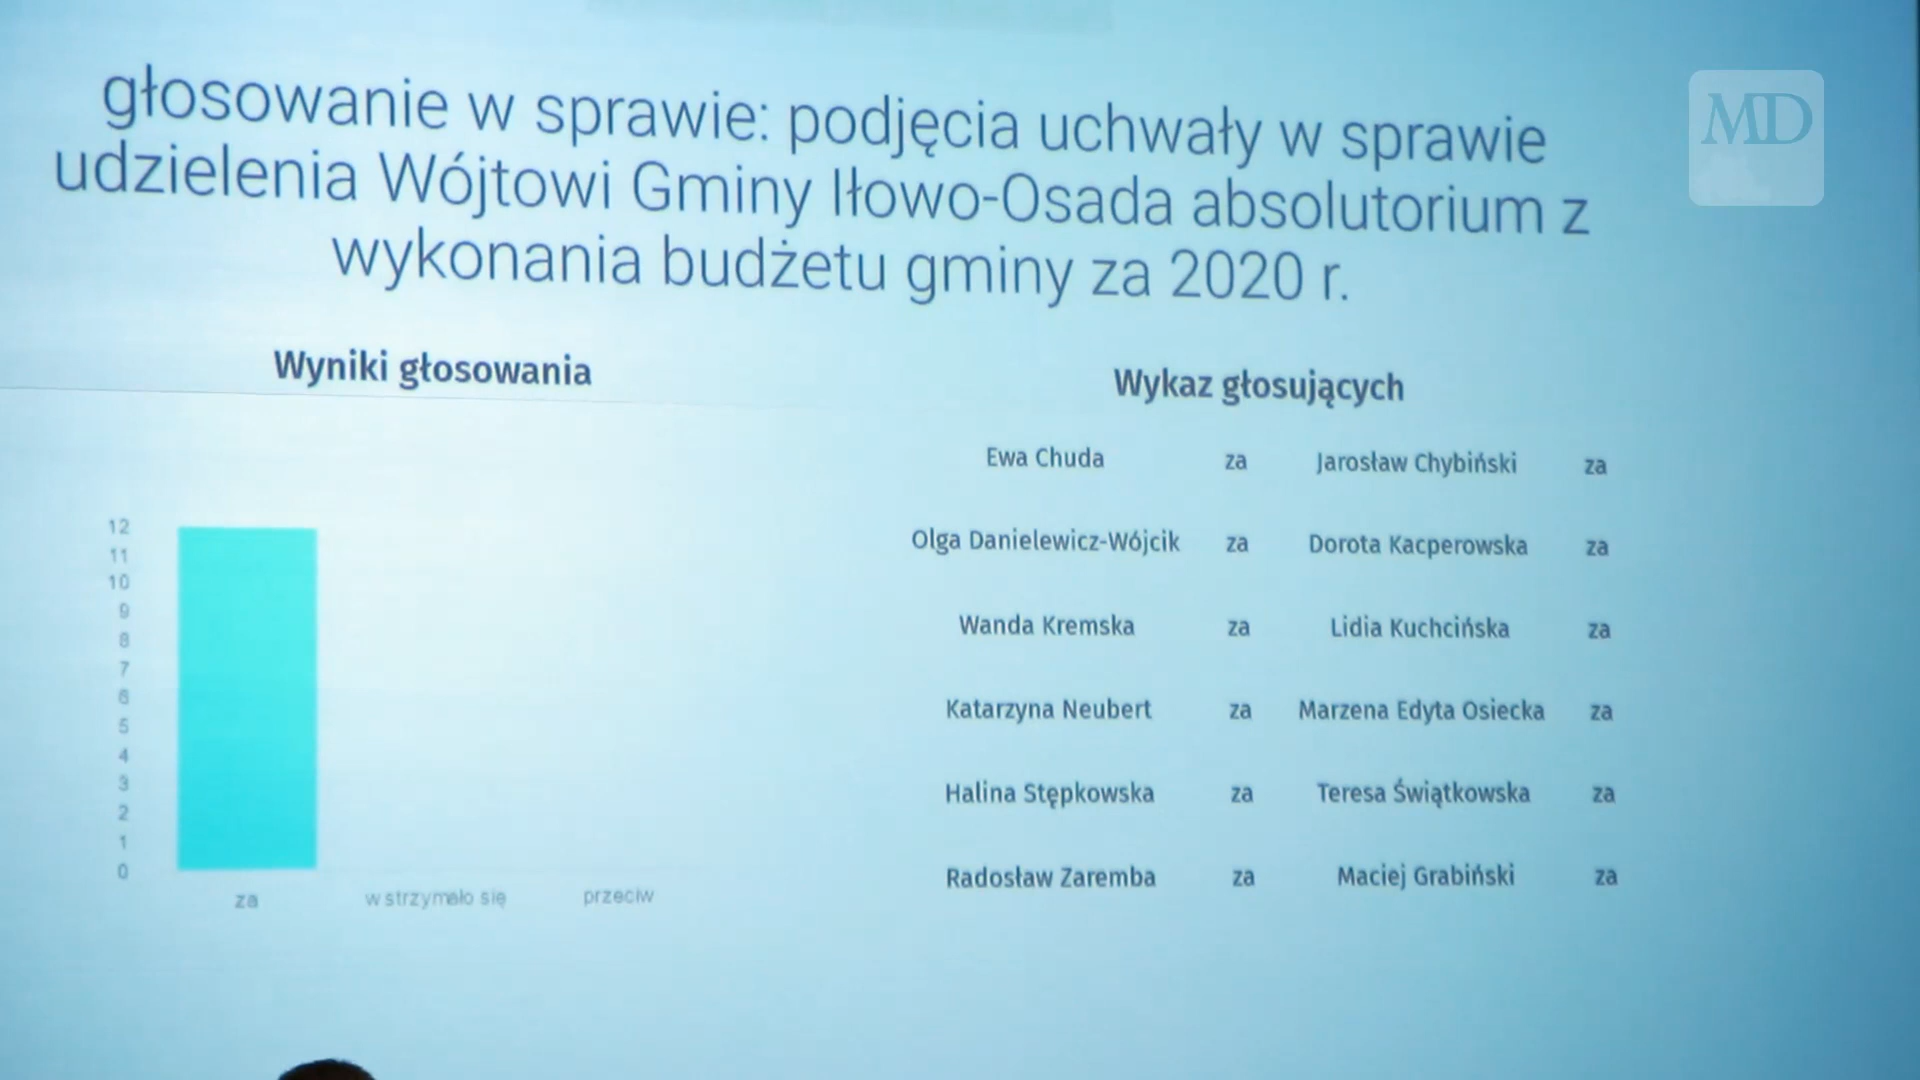 głosowanie w sprawie: podjęcia uchwały w sprawie
udzielenia Wójtowi Gminy Iłowo-Osada absolutorium z
wykonania budżetu gminy za 2020 r.
MD
Wyniki głosowania
12
11
10
9
8
7
6
5
4
3
2
1
0
za wstrzymało się przeciw
Wykaz głosujących
Ewa Chuda za Jarosław Chybiński za
Olga Danielewicz-Wójcik za Dorota Kacperowska za
Wanda Kremska za Lidia Kuchcińska za
Katarzyna Neubert za Marzena Edyta Osiecka za
Halina Stępkowska za Teresa Świątkowska za
Radosław Zaremba za Maciej Grabiński za